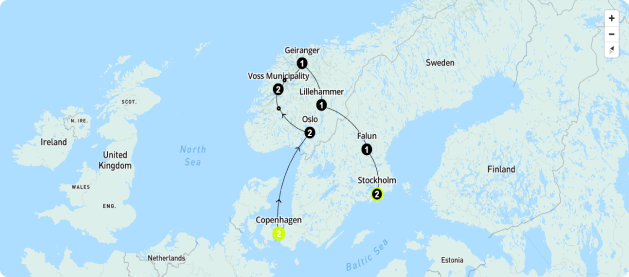 +
−
Geiranger
1
Voss Municipality
2
Lillehammer
1
Sweden
Oslo
2
Falun
1
Stockholm
2
Copenhagen
2
SCOT.
N. IRE.
Ireland
United
Kingdom
WALES
ENG.
North
Sea
Finland
Baltic Sea
Netherlands
Estonia